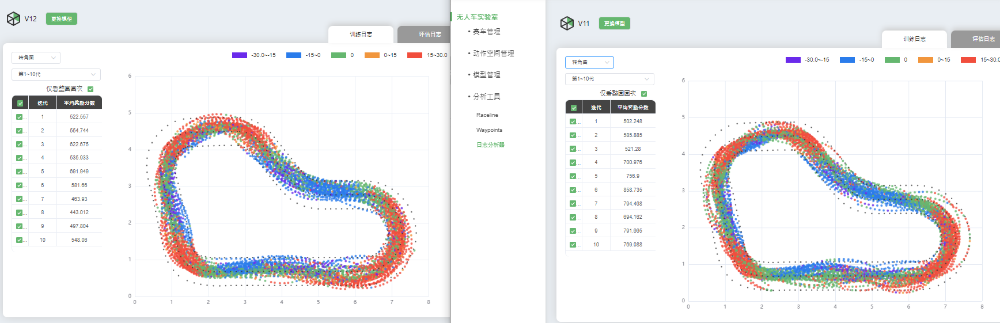 V12 更换模型
训练日志 评估日志
转角图
-30.0~-15 -15~0 0 0~15 15~30.0
第1~10代
仅看整圈圈次
迭代 平均奖励分数
... 1 522.557
... 2 554.744
... 3 622.675
... 4 535.933
... 5 691.949
... 6 581.66
... 7 463.93
... 8 443.012
... 9 497.804
... 10 548.06
6
5
4
3
2
1
0
0 1 2 3 4 5 6 7 8
无人车实验室
• 赛车管理
• 动作空间管理
• 模型管理
• 分析工具
Raceline
Waypoints
日志分析器
V11 更换模型
训练日志 评估日志
转角图
-30.0~-15 -15~0 0 0~15 15~30.0
第1~10代
仅看整圈圈次
迭代 平均奖励分数
... 1 502.248
... 2 585.885
... 3 521.28
... 4 700.976
... 5 756.9
... 6 858.735
... 7 794.468
... 8 694.162
... 9 791.665
... 10 769.088
6
5
4
3
2
1
0
0 1 2 3 4 5 6 7 8